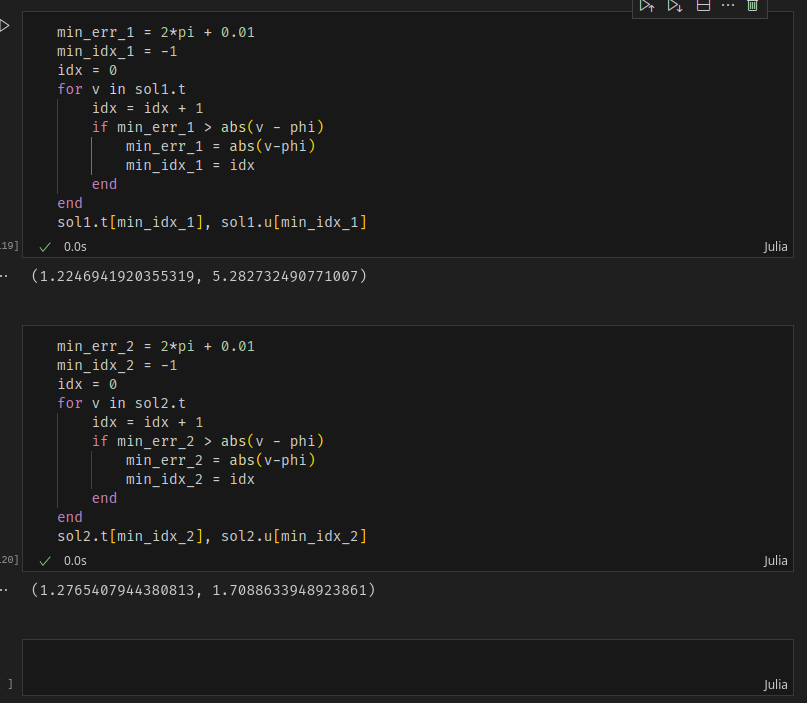 min_err_1 = 2*pi + 0.01
min_idx_1 = -1
idx = 0
for v in sol1.t
    idx = idx + 1
    if min_err_1 > abs(v - phi)
        min_err_1 = abs(v-phi)
        min_idx_1 = idx
    end
end
sol1.t[min_idx_1], sol1.u[min_idx_1]
19] 0.0s Julia
(1.2246941920355319, 5.282732490771007)
min_err_2 = 2*pi + 0.01
min_idx_2 = -1
idx = 0
for v in sol2.t
    idx = idx + 1
    if min_err_2 > abs(v - phi)
        min_err_2 = abs(v-phi)
        min_idx_2 = idx
    end
end
sol2.t[min_idx_2], sol2.u[min_idx_2]
20] 0.0s Julia
(1.2765407944380813, 1.7088633948923861)
] Julia